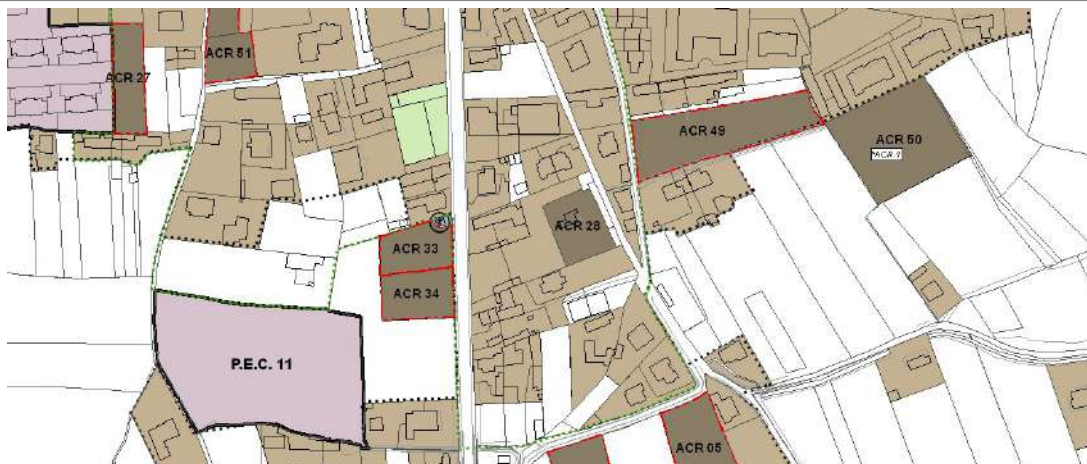 ACR 51
ACR 27
ACR 49
ACR 50
ACR 28
ACR 33
ACR 34
P.E.C. 11
ACR 05